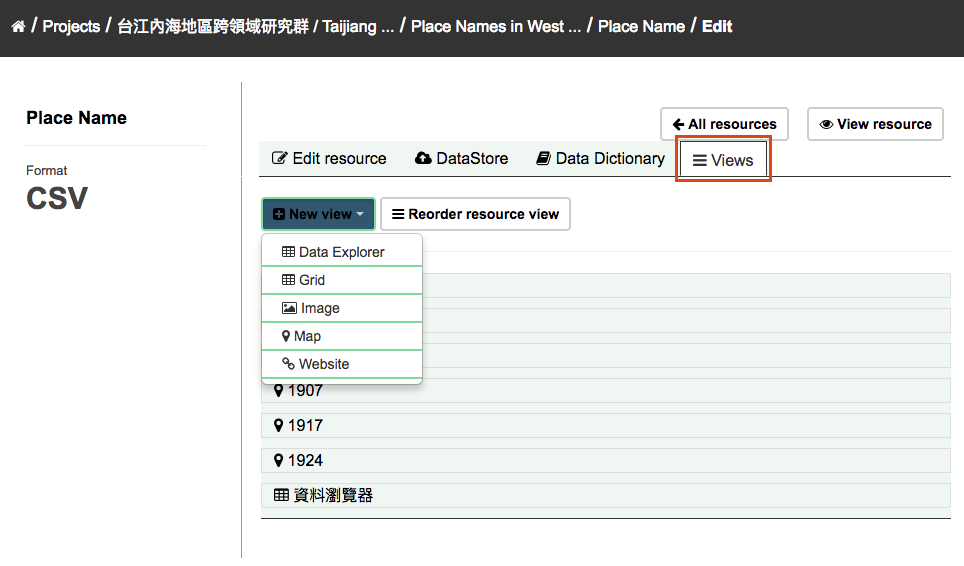 / Projects / 台江內海地區跨領域研究群 / Taijiang ... / Place Names in West ... / Place Name / Edit
Place Name
Format
CSV
All resources
View resource
Edit resource
DataStore
Data Dictionary
Views
New view
Reorder resource view
Data Explorer
Grid
Image
Map
Website
1907
1917
1924
資料瀏覽器